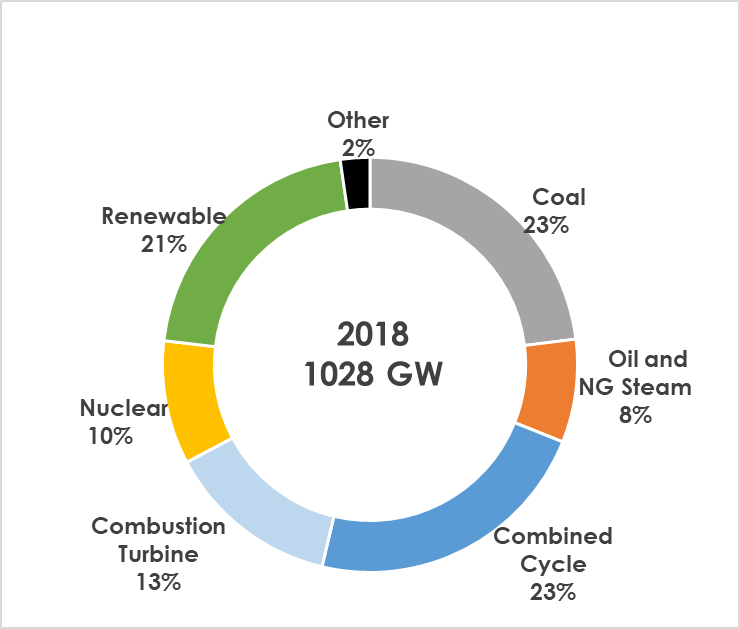 Other
2%
Coal
23%
Renewable
21%
2018
1028 GW
Oil and
NG Steam
8%
Nuclear
10%
Combustion
Turbine
13%
Combined
Cycle
23%